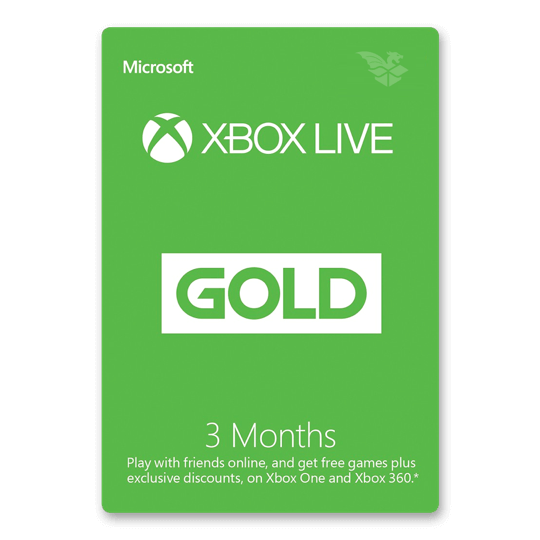 Microsoft
XBOX LIVE
GOLD
3 Months
Play with friends online, and get free games plus
exclusive discounts, on Xbox One and Xbox 360.*